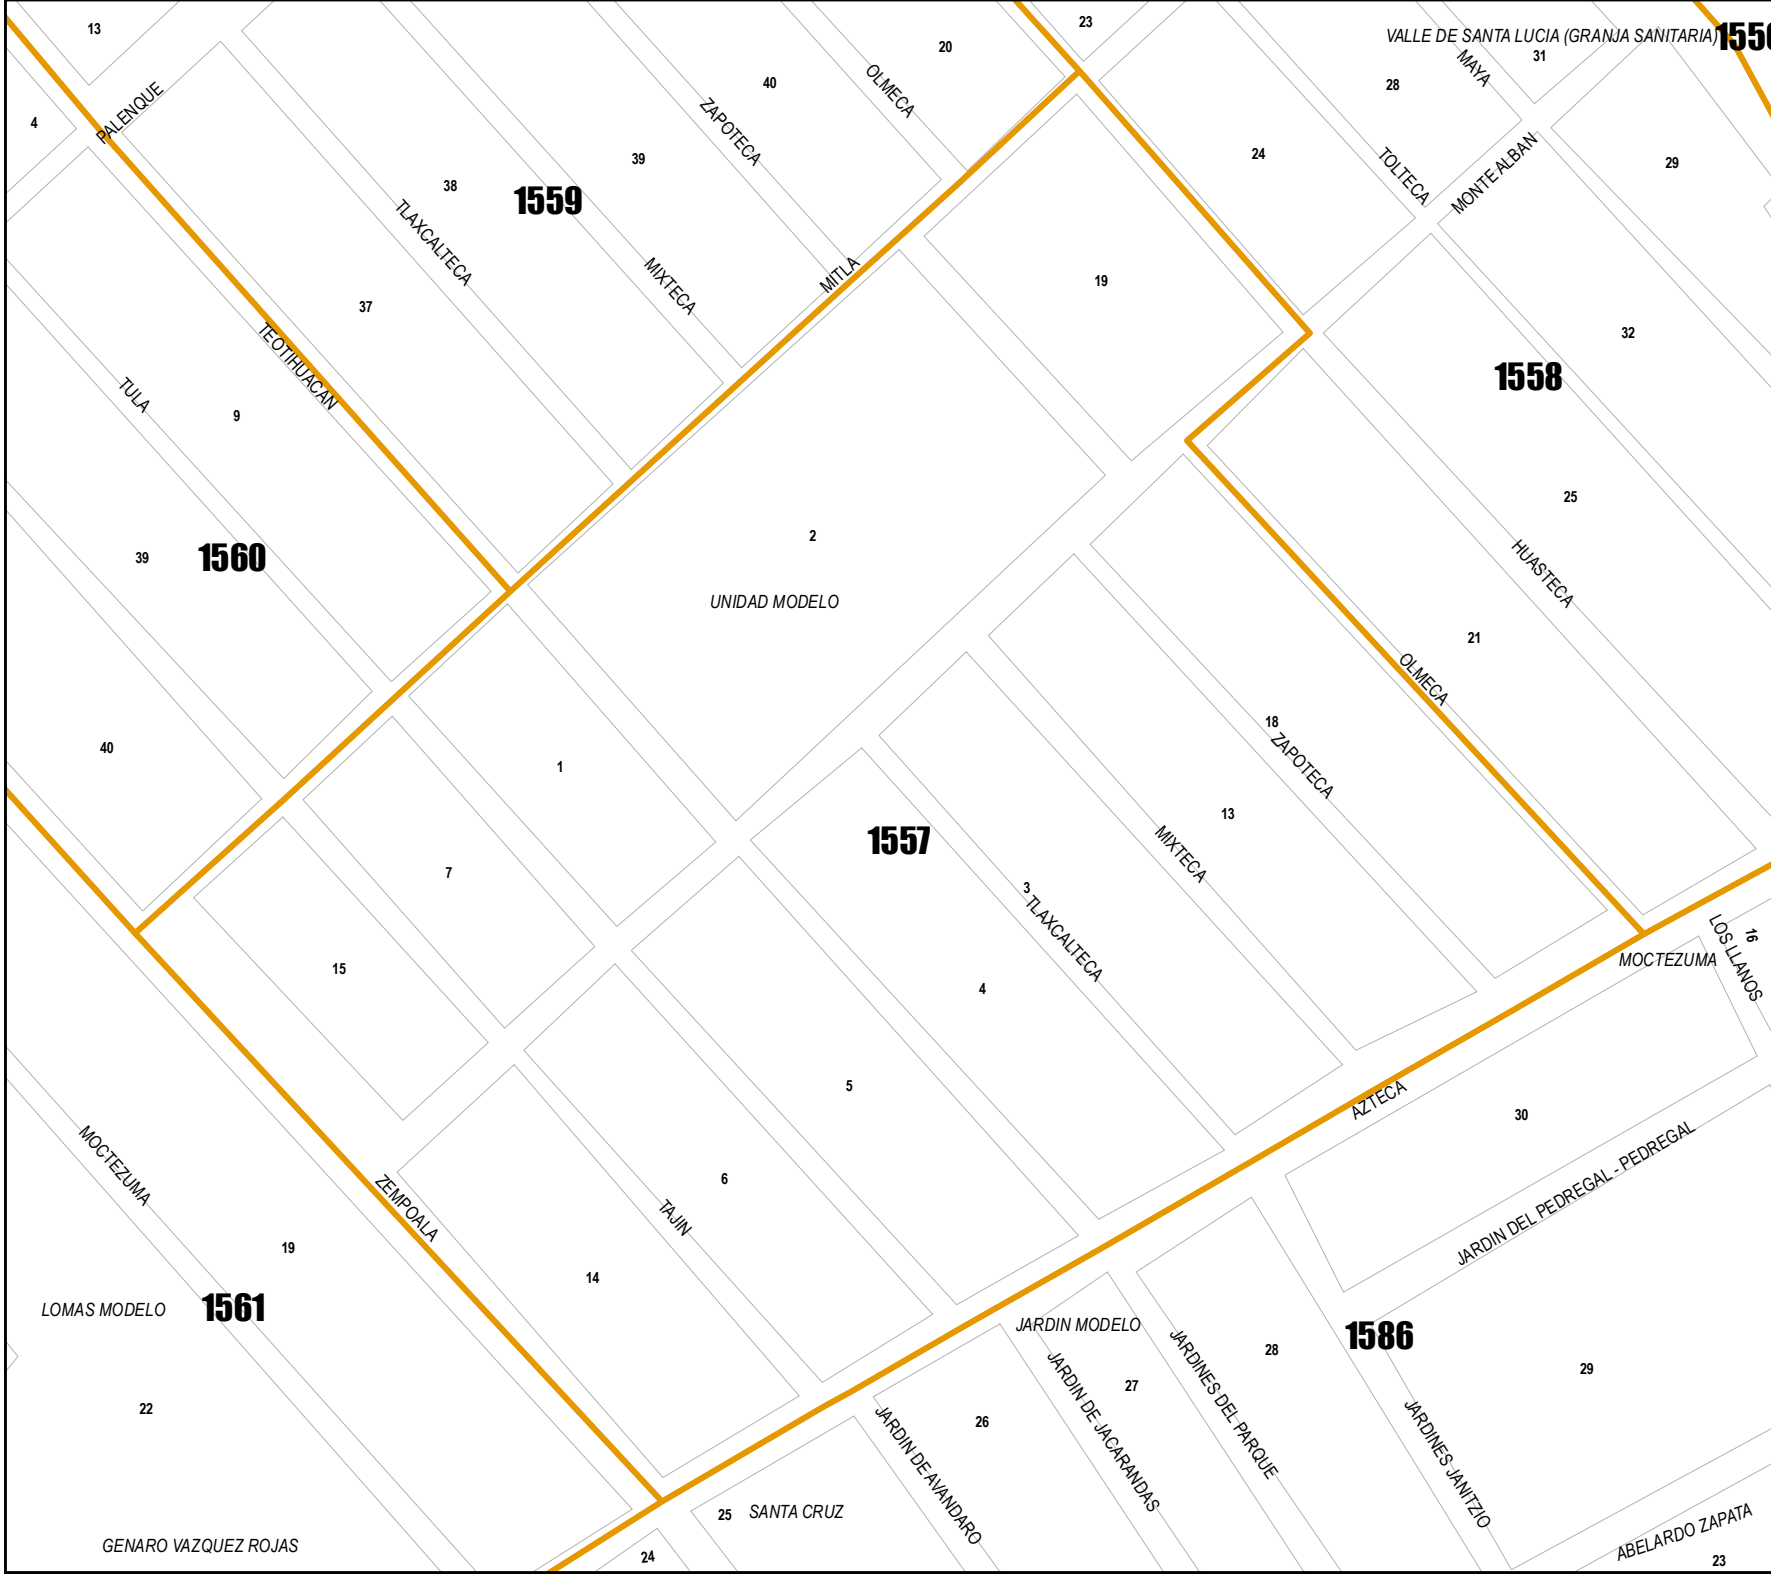 13
23
VALLE DE SANTA LUCIA (GRANJA SANITARIA)
20
31
40
OLMECA
MAYA
28
4
PALENQUE
ZAPOTECA
39
24
TOLTECA
MONTE ALBAN
29
38
1559
TLAXCALTECA
MIXTECA
MITLA
19
37
32
TEOTIHUACAN
1558
TULA
9
25
2
39
1560
HUASTECA
UNIDAD MODELO
21
OLMECA
18
40
1
ZAPOTECA
13
1557
MIXTECA
7
3
TLAXCALTECA
16
LOS LLANOS
MOCTEZUMA
15
4
5
AZTECA
30
JARDIN DEL PEDREGAL - PEDREGAL
MOCTEZUMA
6
ZEMPOALA
TAJIN
19
14
LOMAS MODELO
1561
JARDIN MODELO
1586
28
29
JARDIN DE JACARANDAS
27
JARDINES DEL PARQUE
22
26
JARDIN DE AVANDARO
JARDINES JANITZIO
25
SANTA CRUZ
GENARO VAZQUEZ ROJAS
24
ABELARDO ZAPATA
23